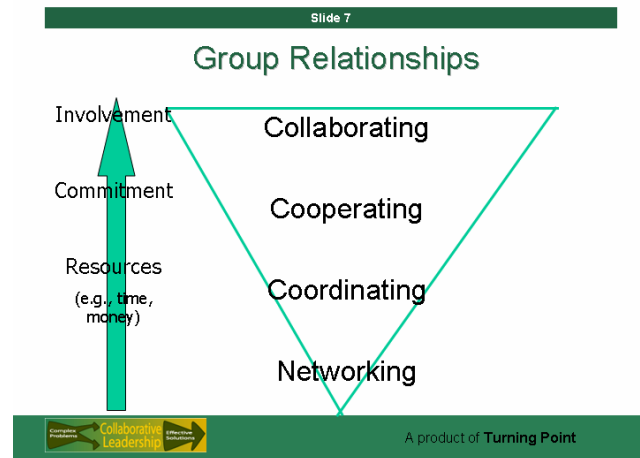 Slide 7
Group Relationships
Involvement
Collaborating
Commitment
Cooperating
Resources
(e.g., time,
money)
Coordinating
Networking
Complex
Problems
Collaborative
Leadership
Effective
Solutions
A product of Turning Point